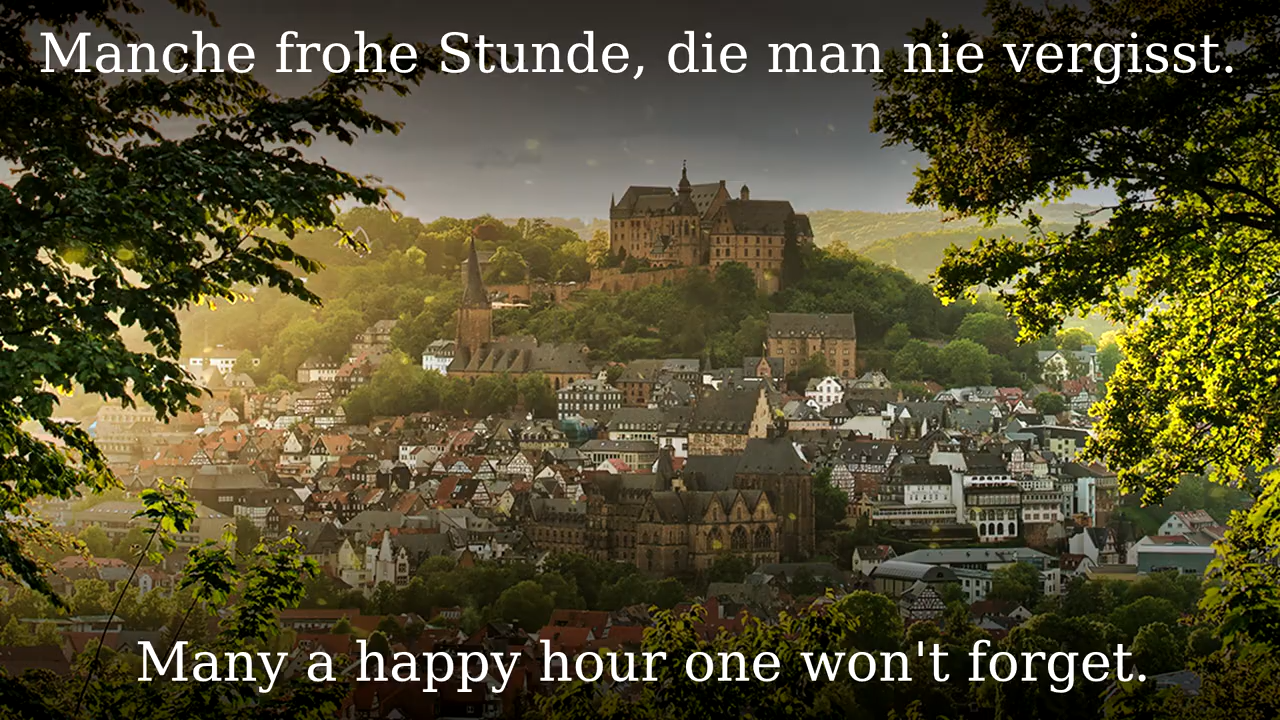 Manche frohe Stunde, die man nie vergisst.
Many a happy hour one won't forget.